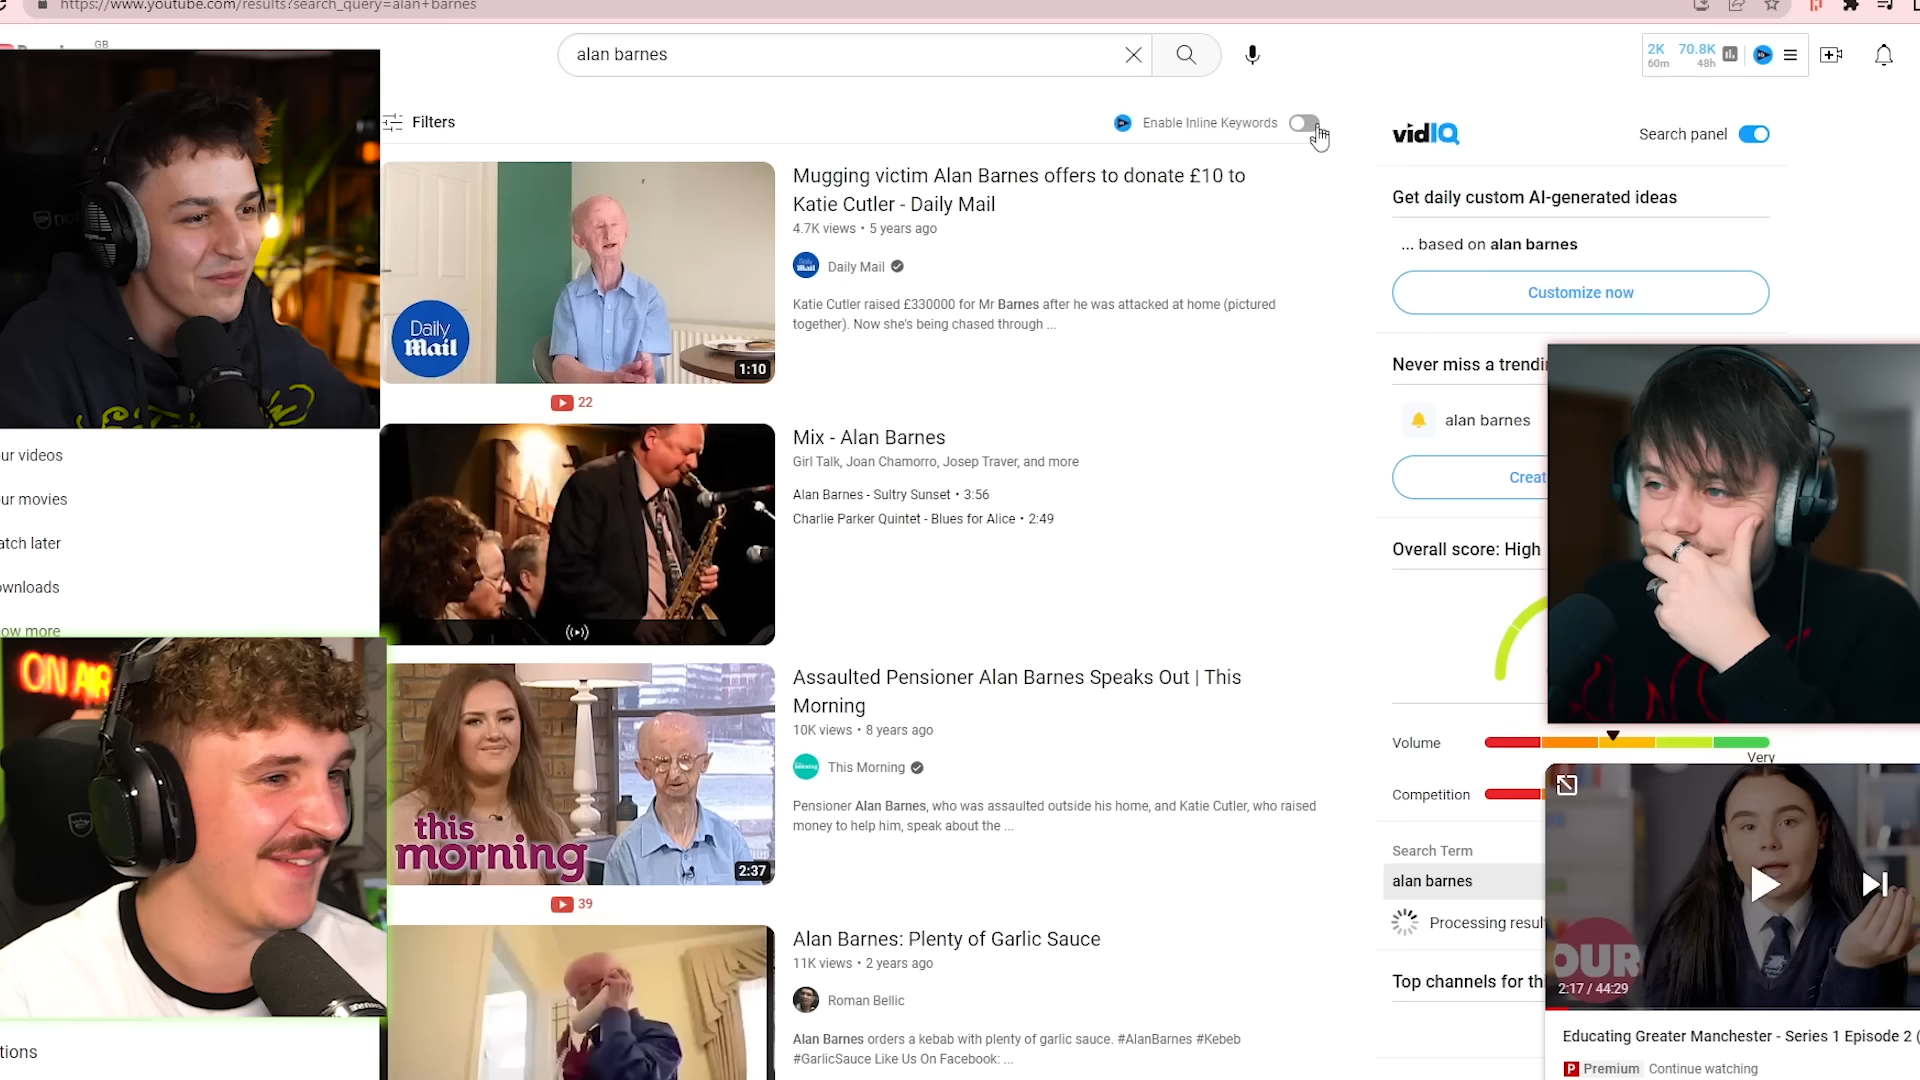 https://www.youtube.com/results?search_query=alan+barnes
GB
alan barnes
2K
60m
70.8K
48h
Filters
Enable Inline Keywords
vidIQ
Search panel
Mugging victim Alan Barnes offers to donate £10 to
Katie Cutler - Daily Mail
4.7K views • 5 years ago
Daily Mail
Katie Cutler raised £330000 for Mr Barnes after he was attacked at home (pictured
together). Now she's being chased through ...
Daily
Mail
1:10
22
Get daily custom AI-generated ideas
... based on alan barnes
Customize now
Never miss a trendi
alan barnes
Creat
Mix - Alan Barnes
Girl Talk, Joan Chamorro, Josep Traver, and more
Alan Barnes - Sultry Sunset • 3:56
Charlie Parker Quintet - Blues for Alice • 2:49
ur videos
ur movies
atch later
ownloads
ow more
Overall score: High
Assaulted Pensioner Alan Barnes Speaks Out | This
Morning
10K views • 8 years ago
This Morning
Pensioner Alan Barnes, who was assaulted outside his home, and Katie Cutler, who raised
money to help him, speak about the ...
this
morning
2:37
39
ON AIR
Volume
Very
Competition
Search Term
alan barnes
Processing resul
Top channels for th
Alan Barnes: Plenty of Garlic Sauce
11K views • 2 years ago
Roman Bellic
Alan Barnes orders a kebab with plenty of garlic sauce. #AlanBarnes #Kebeb
#GarlicSauce Like Us On Facebook: ...
OUR
2:17 / 44:29
Educating Greater Manchester - Series 1 Episode 2 (
P Premium Continue watching
tions